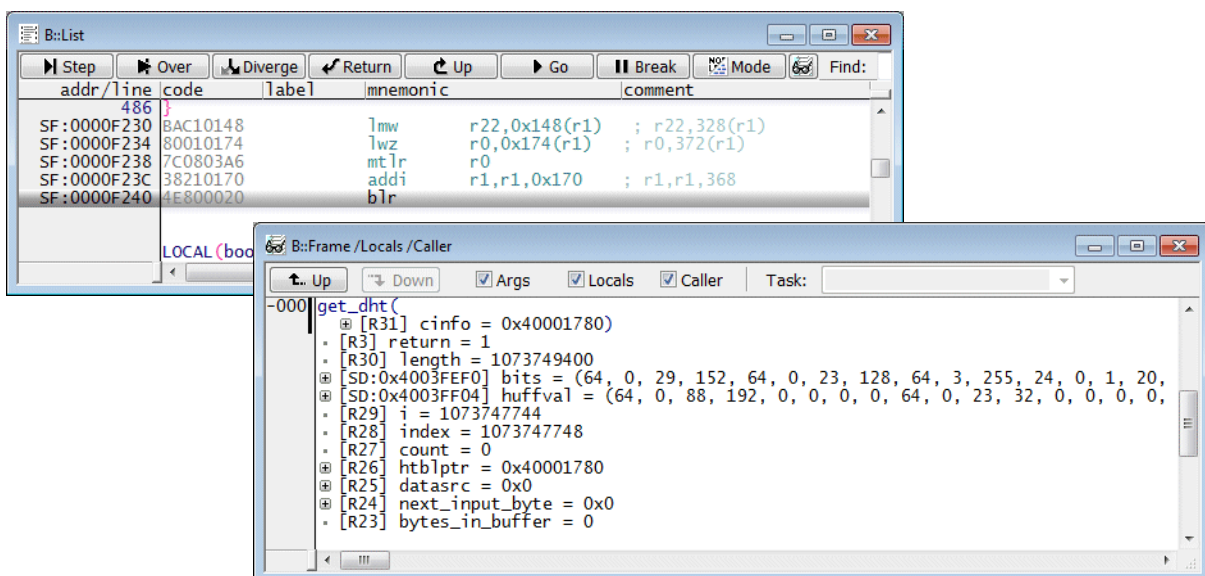 B::List
Step Over Diverge Return Up Go Break Mode Find:
addr/line code label mnemonic comment
486 }
SF:0000F230 BAC10148 lmw r22,0x148(r1) ; r22,328(r1)
SF:0000F234 80010174 lwz r0,0x174(r1) ; r0,372(r1)
SF:0000F238 7C0803A6 mtlr r0
SF:0000F23C 38210170 addi r1,r1,0x170 ; r1,r1,368
SF:0000F240 4E800020 blr
LOCAL(boo
B::Frame /Locals /Caller
Up Down Args Locals Caller Task:
-000 get_dht(
[R31] cinfo = 0x40001780)
[R3] return = 1
[R30] length = 1073749400
[SD:0x4003FEF0] bits = (64, 0, 29, 152, 64, 0, 23, 128, 64, 3, 255, 24, 0, 1, 20,
[SD:0x4003FF04] huffval = (64, 0, 88, 192, 0, 0, 0, 0, 64, 0, 23, 32, 0, 0, 0, 0,
[R29] i = 1073747744
[R28] index = 1073747748
[R27] count = 0
[R26] htblptr = 0x40001780
[R25] datasrc = 0x0
[R24] next_input_byte = 0x0
[R23] bytes_in_buffer = 0